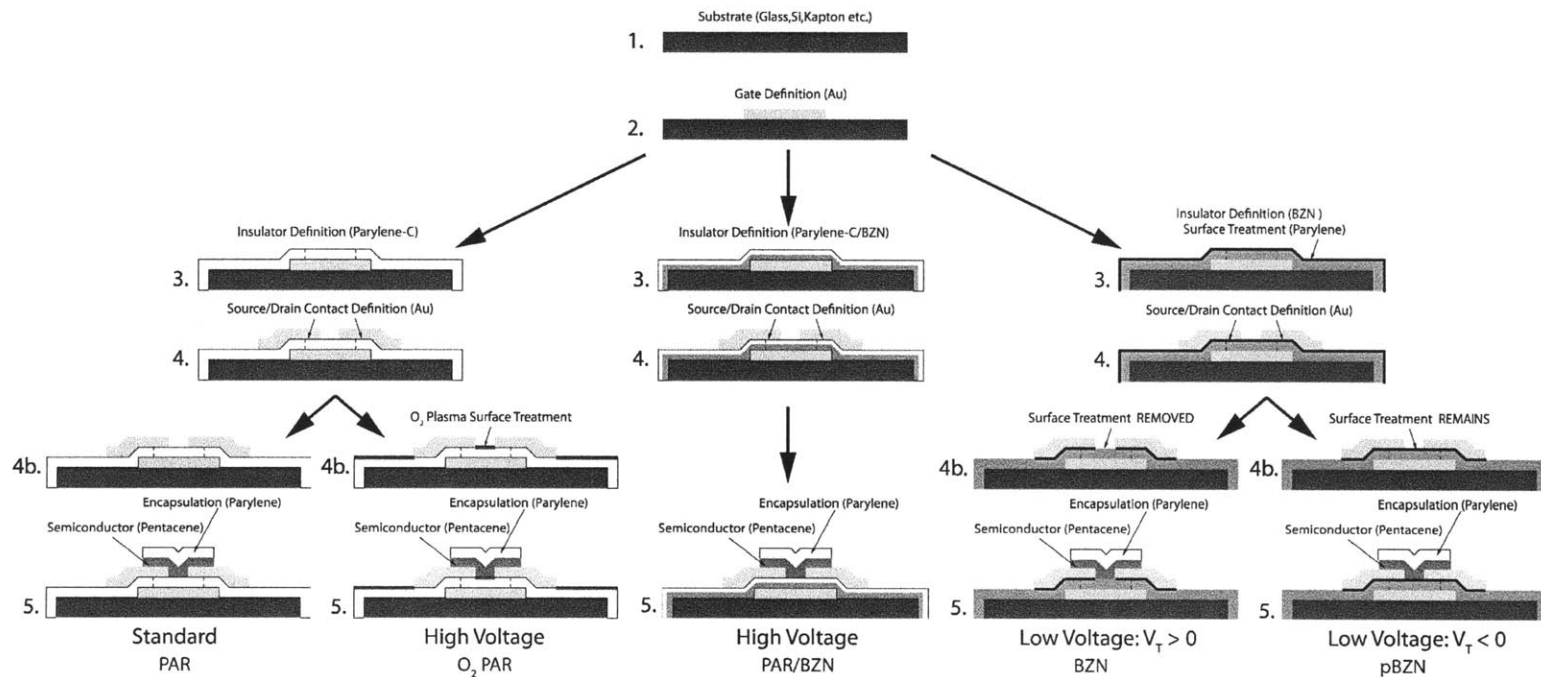 Substrate (Glass,Si,Kapton etc.)
1.
Gate Definition (Au)
2.
Insulator Definition (Parylene-C)
3.
Insulator Definition (Parylene-C/BZN)
3.
Insulator Definition (BZN )
Surface Treatment (Parylene)
3.
Source/Drain Contact Definition (Au)
4.
Source/Drain Contact Definition (Au)
4.
Source/Drain Contact Definition (Au)
4.
4b.
O₂ Plasma Surface Treatment
4b.
Surface Treatment REMOVED
4b.
Surface Treatment REMAINS
4b.
Encapsulation (Parylene)
Semiconductor (Pentacene)
5.
Encapsulation (Parylene)
Semiconductor (Pentacene)
5.
Encapsulation (Parylene)
Semiconductor (Pentacene)
5.
Encapsulation (Parylene)
Semiconductor (Pentacene)
5.
Encapsulation (Parylene)
Semiconductor (Pentacene)
5.
Standard
PAR
High Voltage
O₂ PAR
High Voltage
PAR/BZN
Low Voltage: V_T > 0
BZN
Low Voltage: V_T < 0
pBZN